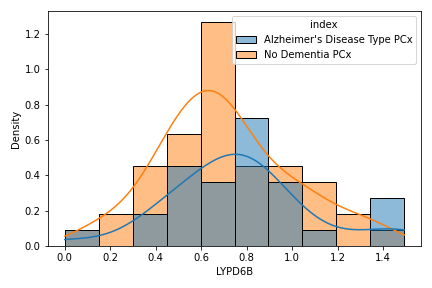 index
Alzheimer's Disease Type PCx
No Dementia PCx
Density
1.2
1.0
0.8
0.6
0.4
0.2
0.0
0.0 0.2 0.4 0.6 0.8 1.0 1.2 1.4
LYPD6B